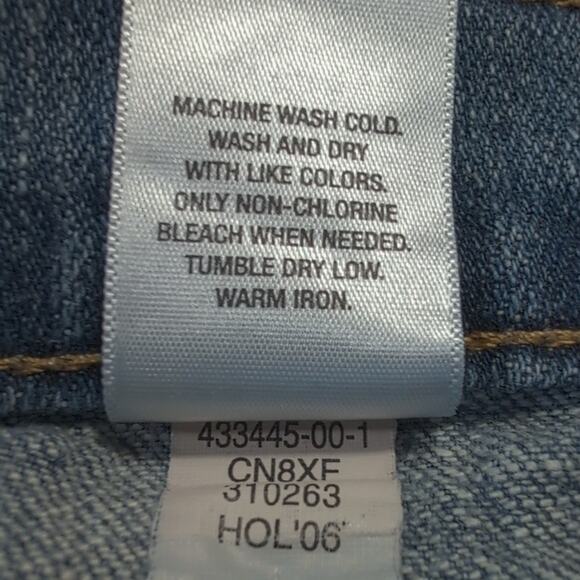 MACHINE WASH COLD.
WASH AND DRY
WITH LIKE COLORS.
ONLY NON-CHLORINE
BLEACH WHEN NEEDED.
TUMBLE DRY LOW.
WARM IRON.
433445-00-1
CN8XF
310263
HOL'06